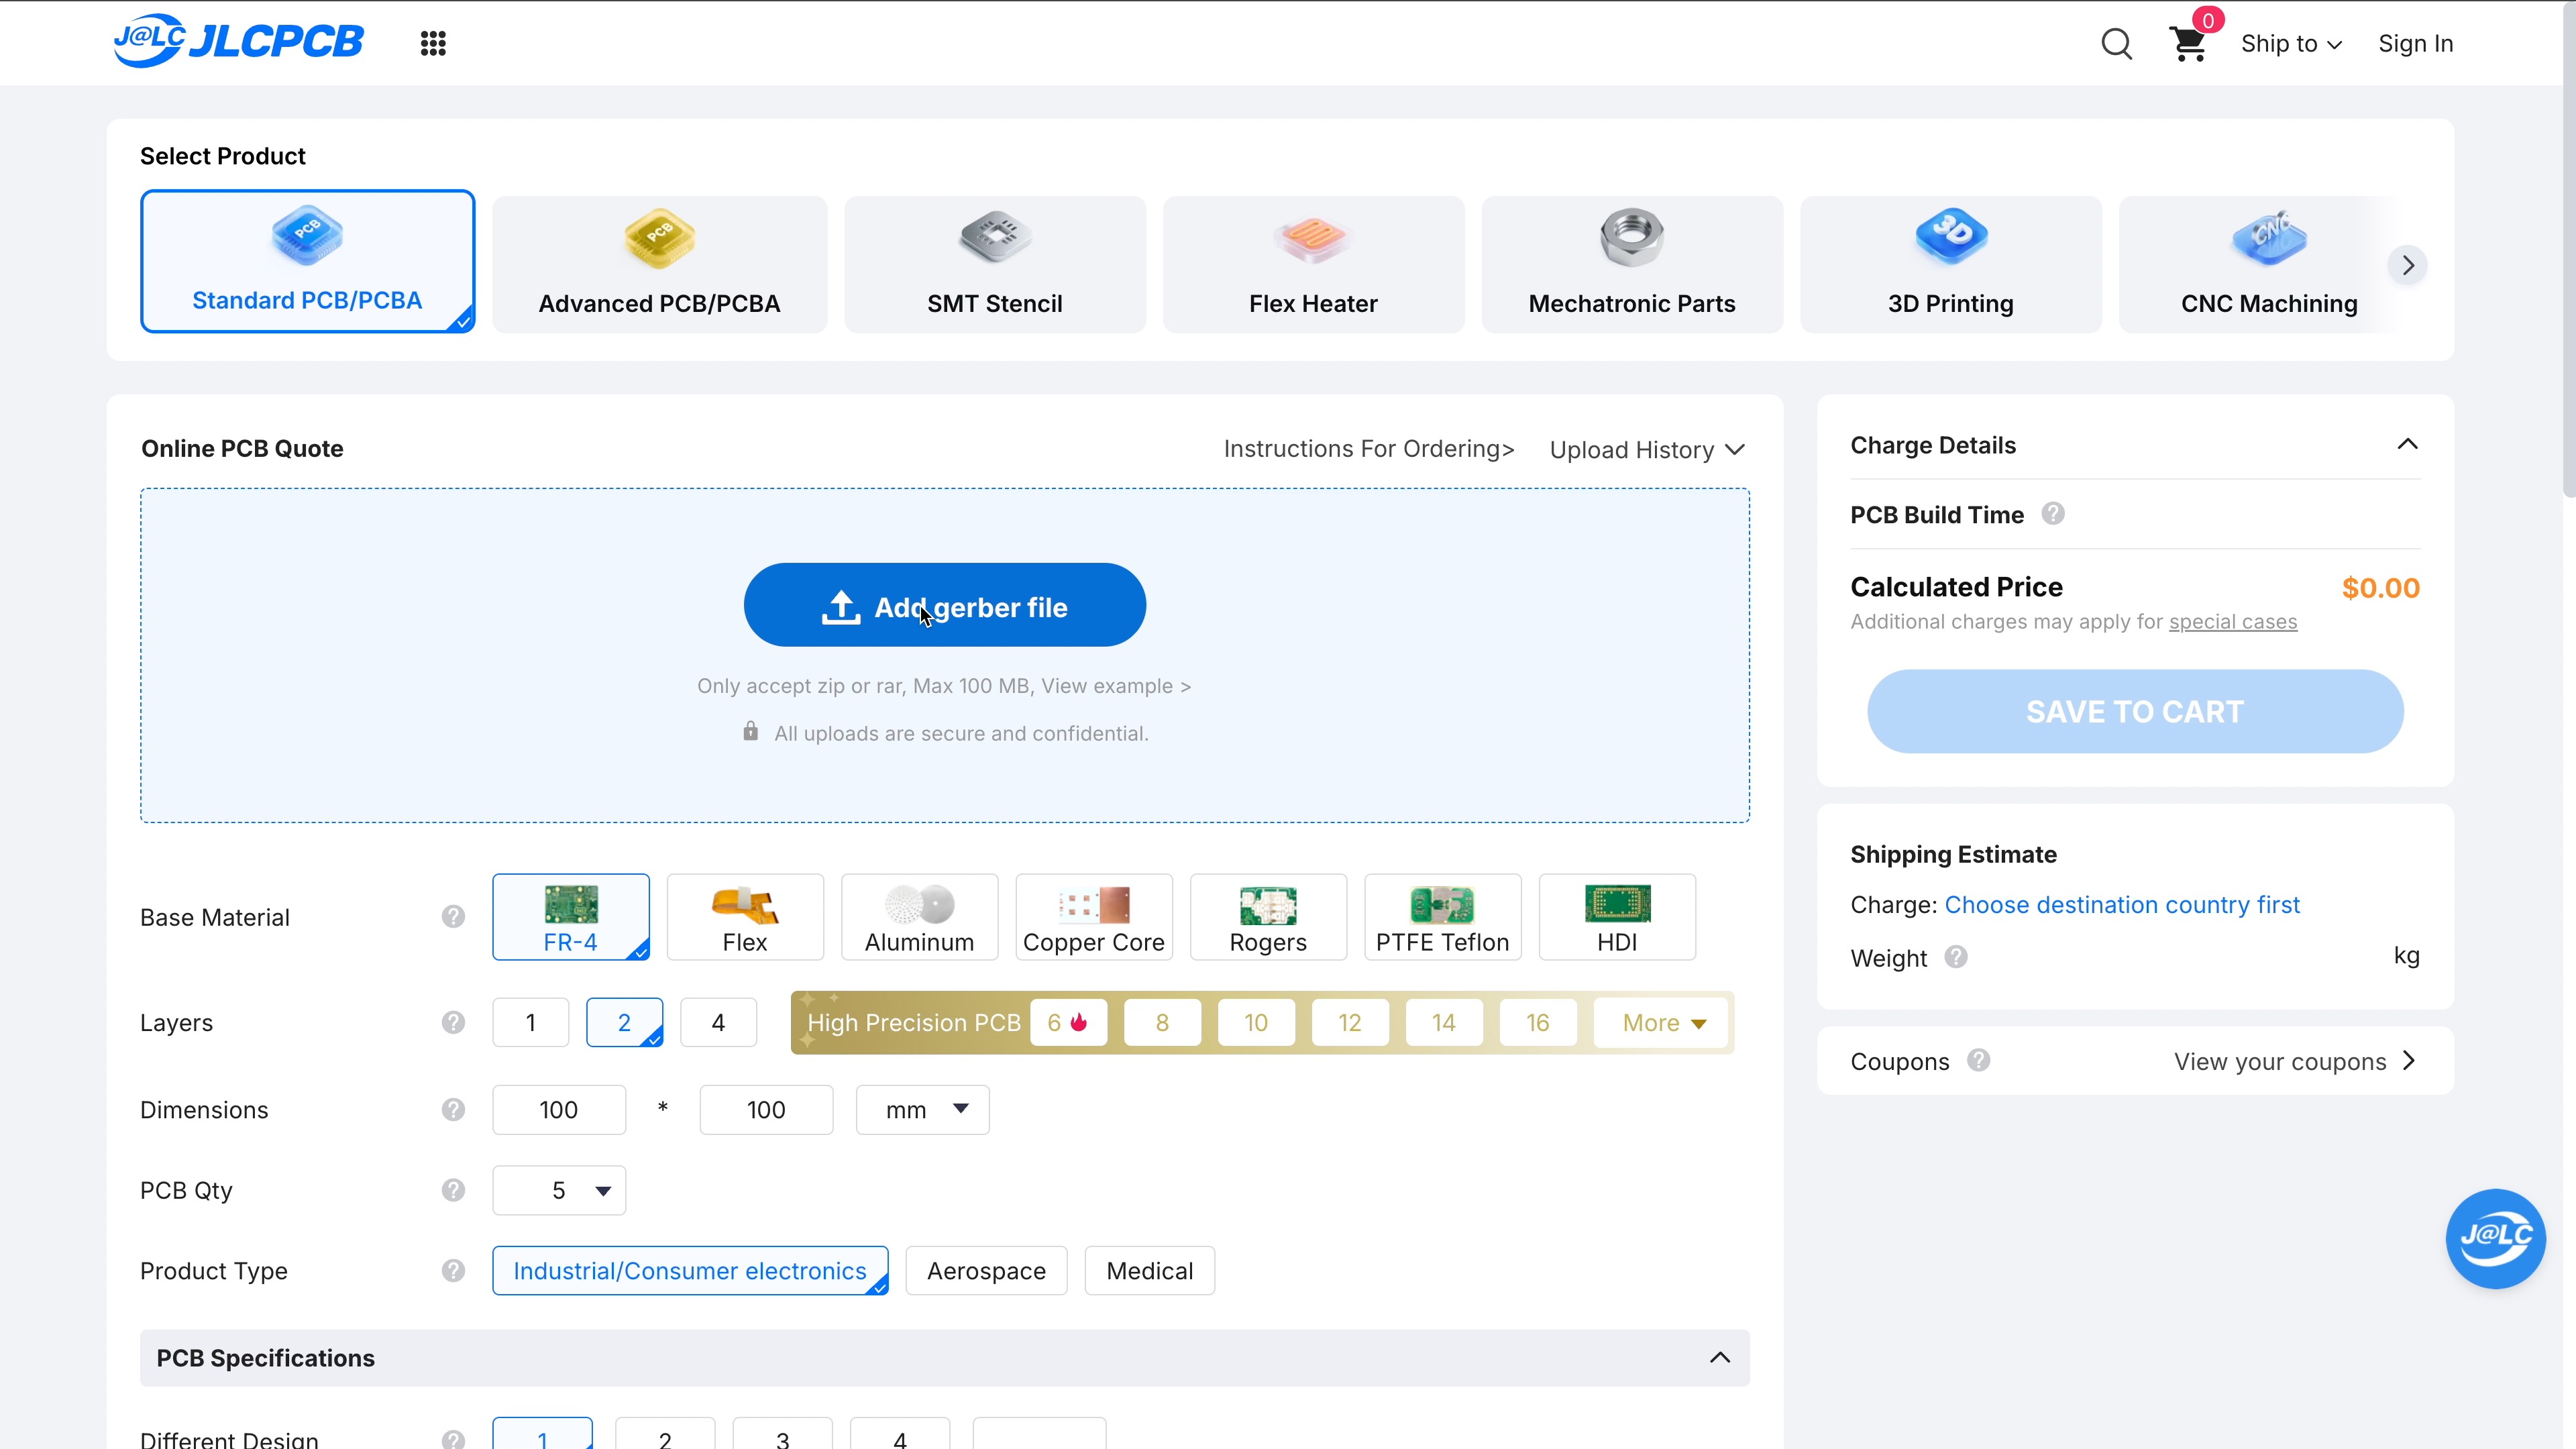 J@LC JLCPCB
0
Ship to
Sign In
Select Product
PCB
Standard PCB/PCBA
PCB
Advanced PCB/PCBA
SMT Stencil
Flex Heater
Mechatronic Parts
3D
3D Printing
CNC
CNC Machining
Online PCB Quote
Instructions For Ordering>
Upload History
Add gerber file
Only accept zip or rar, Max 100 MB, View example >
All uploads are secure and confidential.
Base Material ?
FR-4
Flex
Aluminum
Copper Core
Rogers
PTFE Teflon
HDI
Layers ? 1 2 4 High Precision PCB 6 8 10 12 14 16 More
Dimensions ? 100 * 100 mm
PCB Qty ? 5
Product Type ? Industrial/Consumer electronics Aerospace Medical
PCB Specifications
Different Design ? 1 2 3 4
Charge Details
PCB Build Time ?
Calculated Price $0.00
Additional charges may apply for special cases
SAVE TO CART
Shipping Estimate
Charge: Choose destination country first
Weight ? kg
Coupons ? View your coupons
J@LC